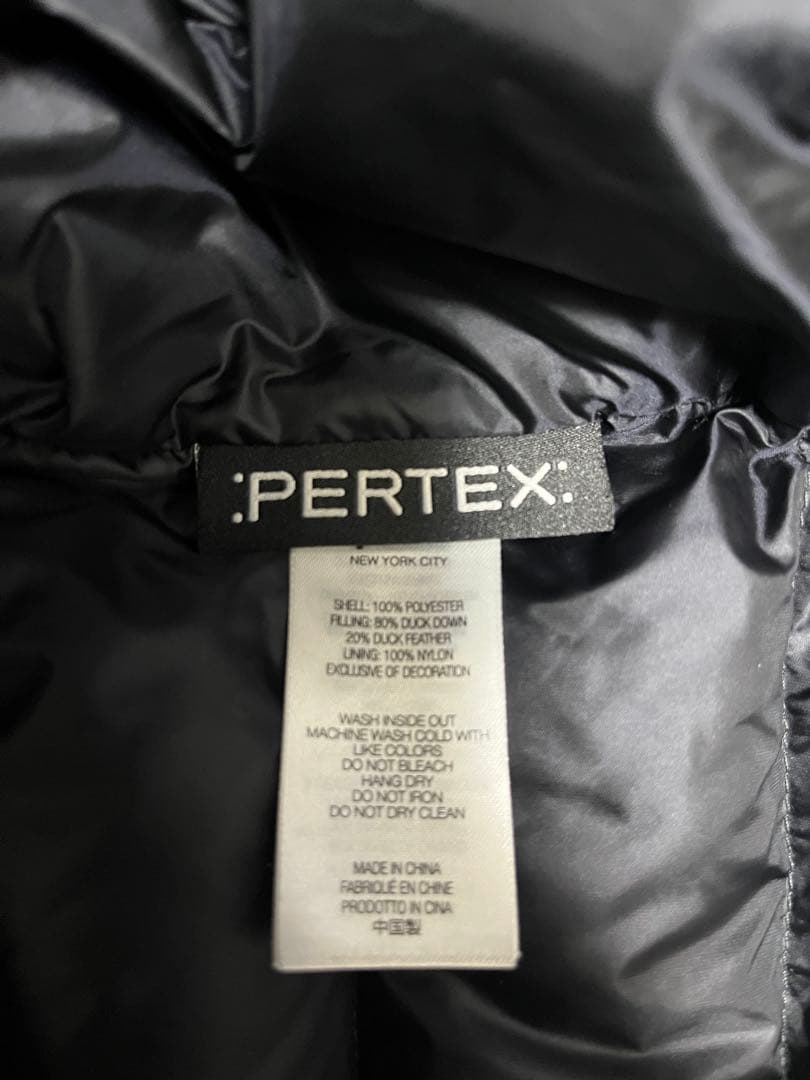 :PERTEX:
NEW YORK CITY
SHELL: 100% POLYESTER
FILLING: 80% DUCK DOWN
20% DUCK FEATHER
LINING: 100% NYLON
EXCLUSIVE OF DECORATION
WASH INSIDE OUT
MACHINE WASH COLD WITH
LIKE COLORS
DO NOT BLEACH
HANG DRY
DO NOT IRON
DO NOT DRY CLEAN
MADE IN CHINA
FABRIQUÉ EN CHINE
PRODOTTO IN CINA
中国製